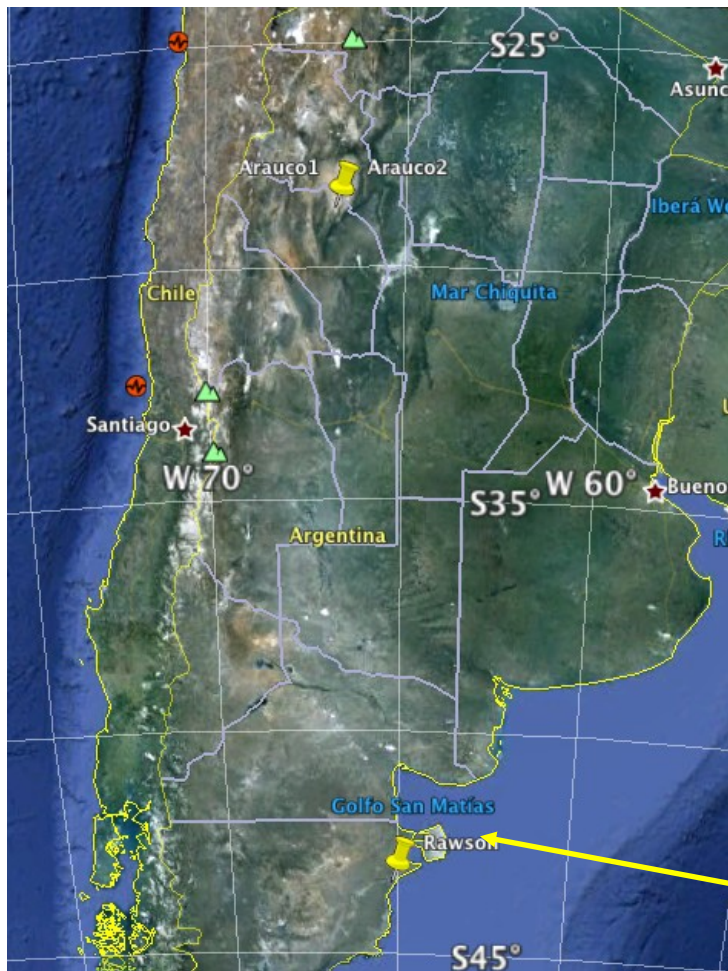 S25°
Asunc
Arauco1 Arauco2
Iberá We
Chile
Mar Chiquita
Santiago
W 70°
S35° W 60° Bueno
Argentina
R
Golfo San Matías
Rawson
S45°